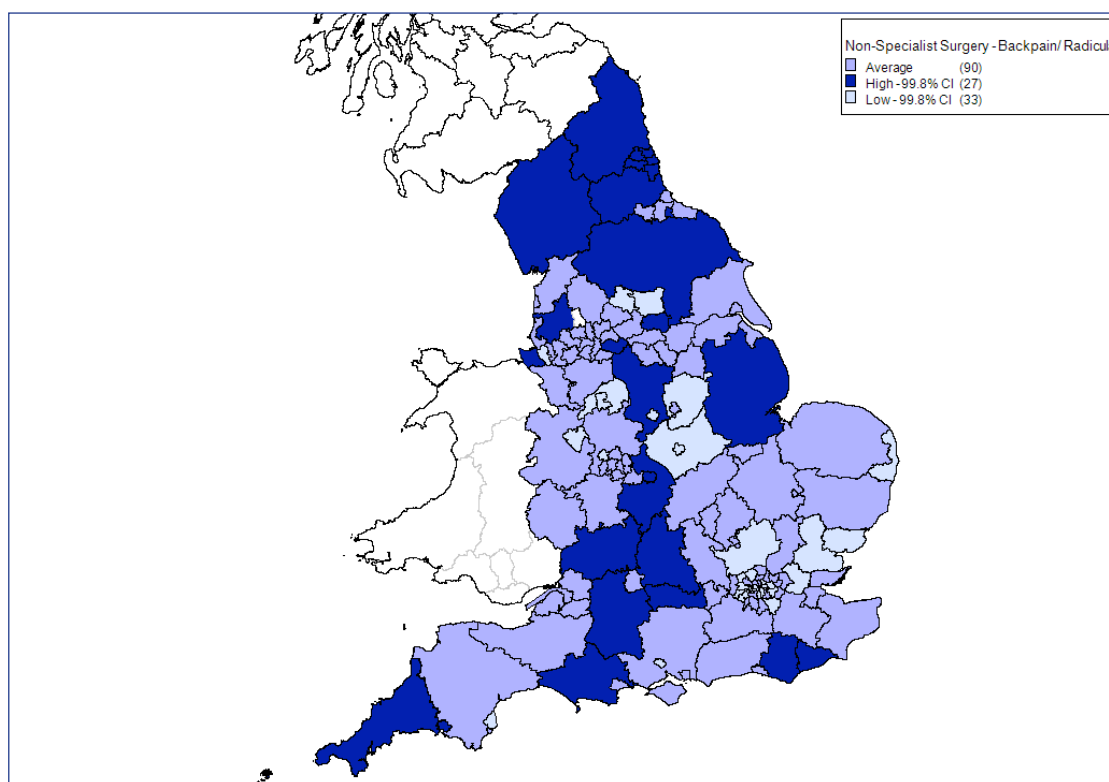 Non-Specialist Surgery - Backpain/ Radicul
Average (90)
High - 99.8% CI (27)
Low - 99.8% CI (33)